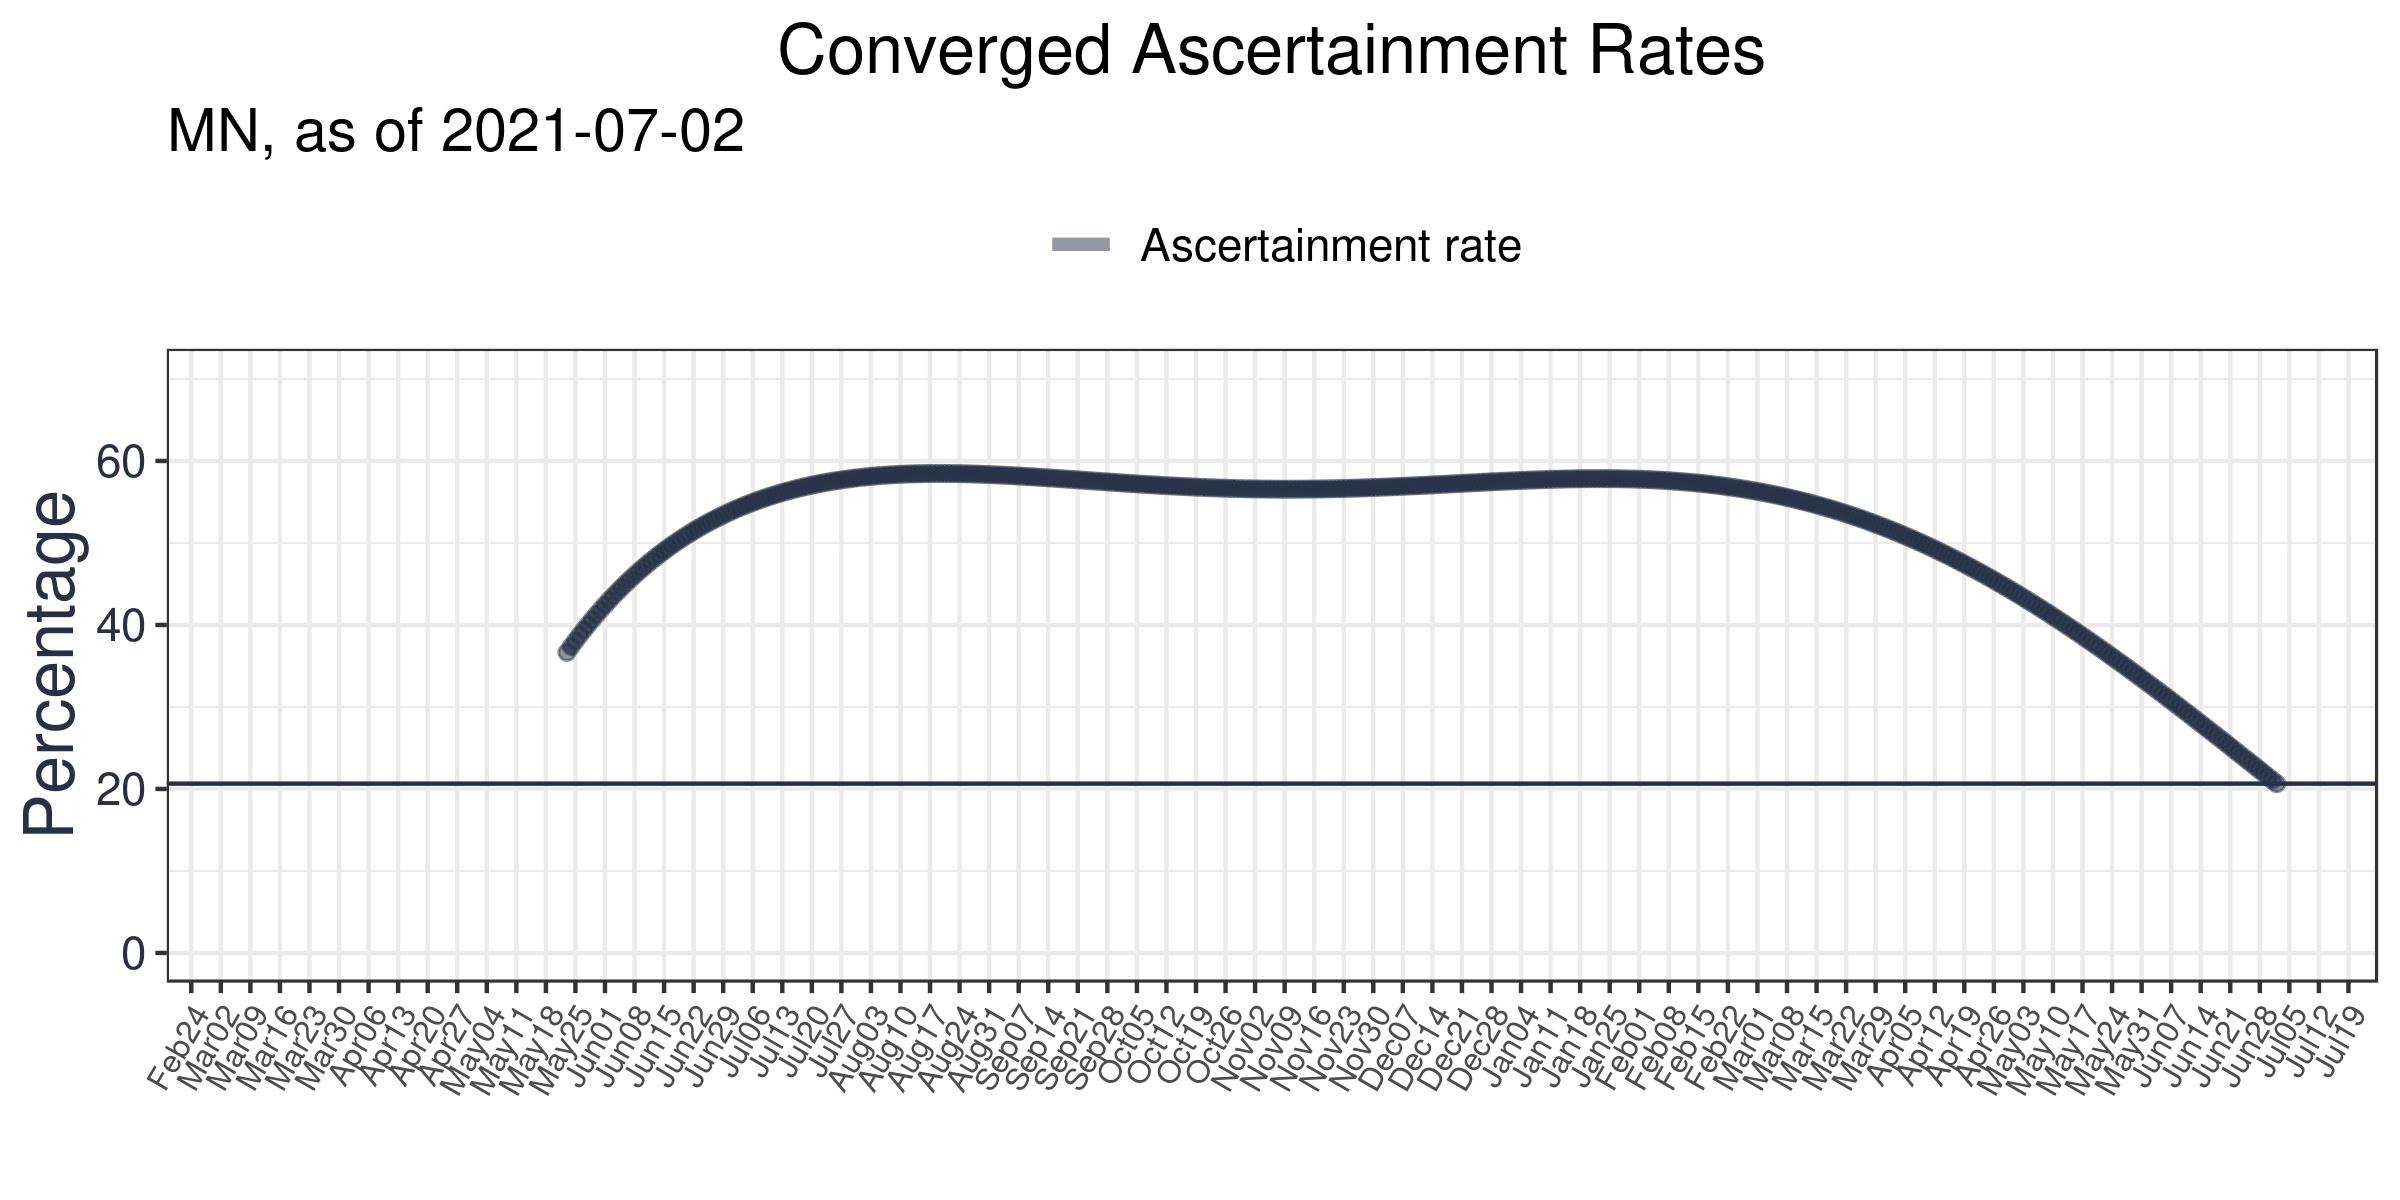 Converged Ascertainment Rates
MN, as of 2021-07-02
Ascertainment rate
Percentage
60
40
20
0
Feb24
Mar02
Mar09
Mar16
Mar23
Mar30
Apr06
Apr13
Apr20
Apr27
May04
May11
May18
May25
Jun01
Jun08
Jun15
Jun22
Jun29
Jul06
Jul13
Jul20
Jul27
Aug03
Aug10
Aug17
Aug24
Aug31
Sep07
Sep14
Sep21
Sep28
Oct05
Oct12
Oct19
Oct26
Nov02
Nov09
Nov16
Nov23
Nov30
Dec07
Dec14
Dec21
Dec28
Jan04
Jan11
Jan18
Jan25
Feb01
Feb08
Feb15
Feb22
Mar01
Mar08
Mar15
Mar22
Mar29
Apr05
Apr12
Apr19
Apr26
May03
May10
May17
May24
May31
Jun07
Jun14
Jun21
Jun28
Jul05
Jul12
Jul19